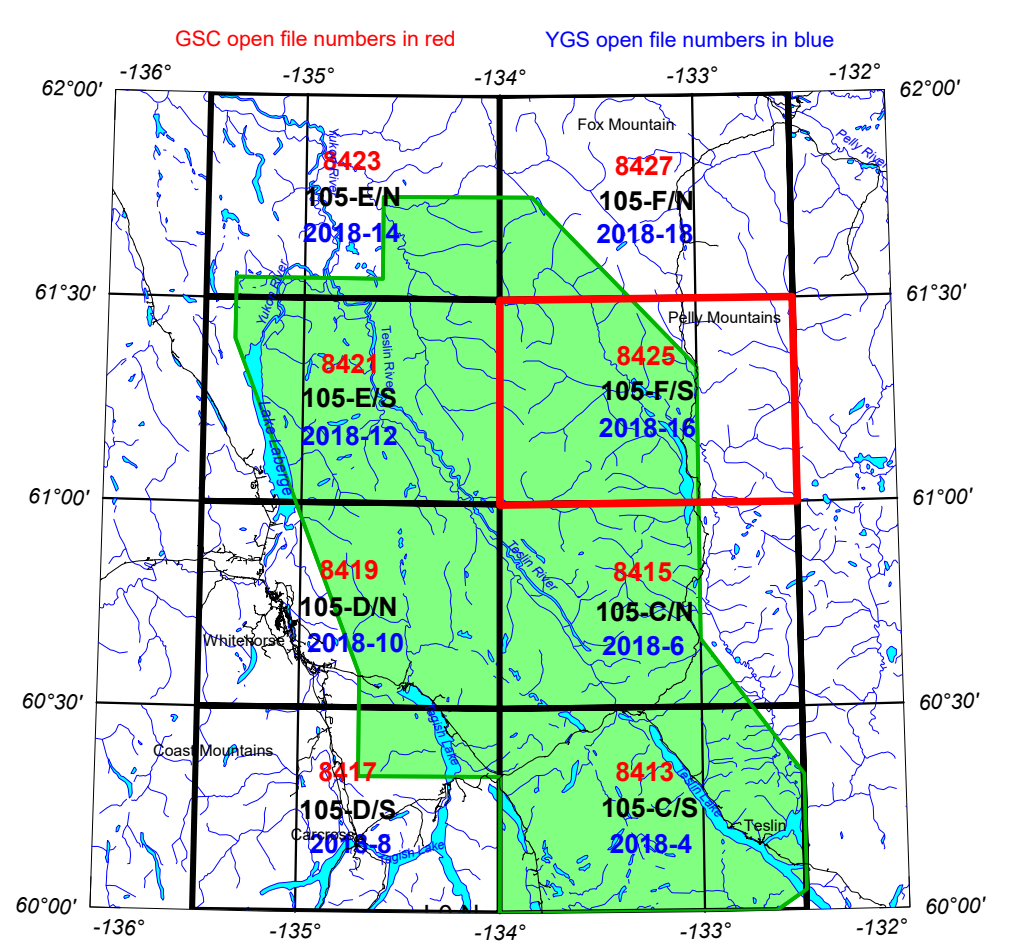 GSC open file numbers in red
YGS open file numbers in blue
-136°
-135°
-134°
-133°
-132°
62°00'
62°00'
Fox Mountain
Yukon River
Pelly River
8423
105-E/N
2018-14
8427
105-F/N
2018-18
61°30'
61°30'
Yukon River
Pelly Mountains
Teslin River
8421
105-E/S
2018-12
8425
105-F/S
2018-16
Lake Laberge
61°00'
61°00'
Teslin River
8419
105-D/N
2018-10
8415
105-C/N
2018-6
Whitehorse
60°30'
60°30'
Tagish Lake
Coast Mountains
8417
105-D/S
2018-8
8413
105-C/S
2018-4
Teslin Lake
Teslin
Carcross
Tagish Lake
60°00'
60°00'
-136°
-135°
-134°
-133°
-132°